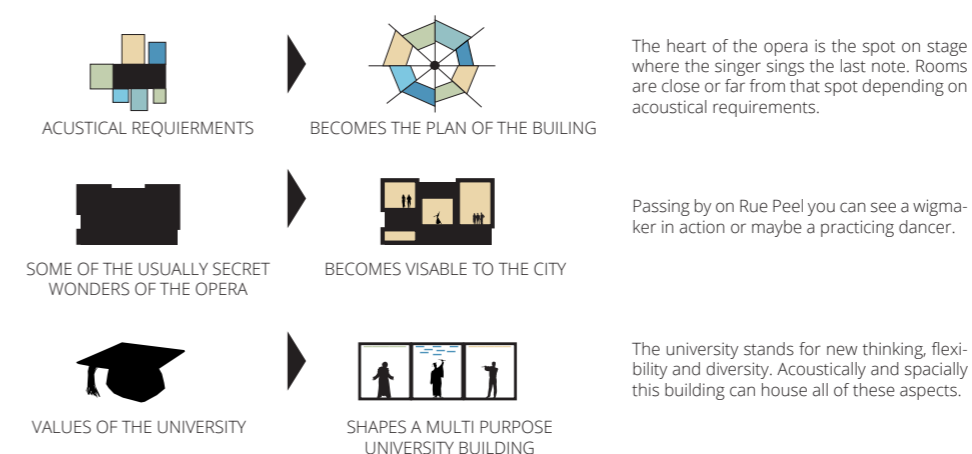 ACUSTICAL REQUIERMENTS
BECOMES THE PLAN OF THE BUILING
The heart of the opera is the spot on stage
where the singer sings the last note. Rooms
are close or far from that spot depending on
acoustical requirements.
SOME OF THE USUALLY SECRET
WONDERS OF THE OPERA
BECOMES VISABLE TO THE CITY
Passing by on Rue Peel you can see a wigma-
ker in action or maybe a practicing dancer.
VALUES OF THE UNIVERSITY
SHAPES A MULTI PURPOSE
UNIVERSITY BUILDING
The university stands for new thinking, flexi-
bility and diversity. Acoustically and spacially
this building can house all of these aspects.